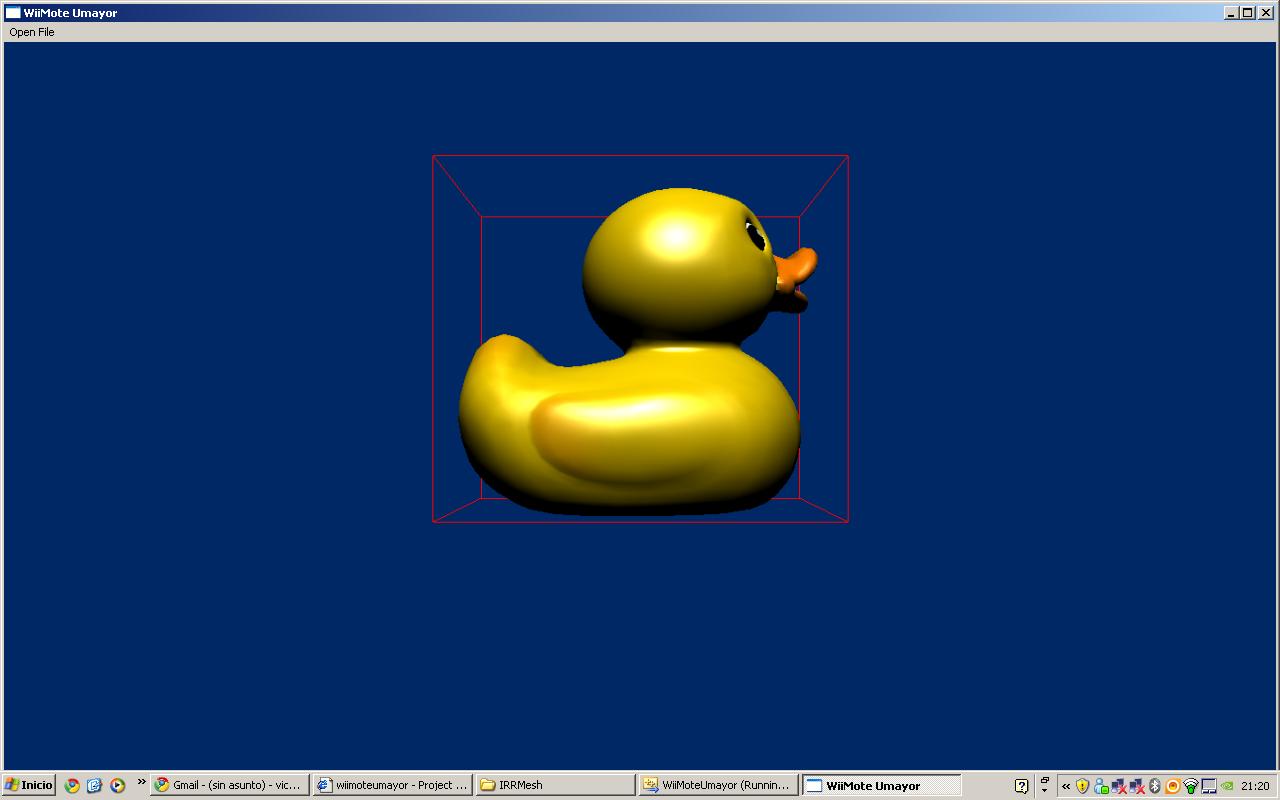 WiiMote Umayor
Open File
Inicio
»
Gmail - (sin asunto) - vic...
wiimoteumayor - Project ...
IRRMesh
WiiMoteUmayor (Runnin...
WiiMote Umayor
«
21:20